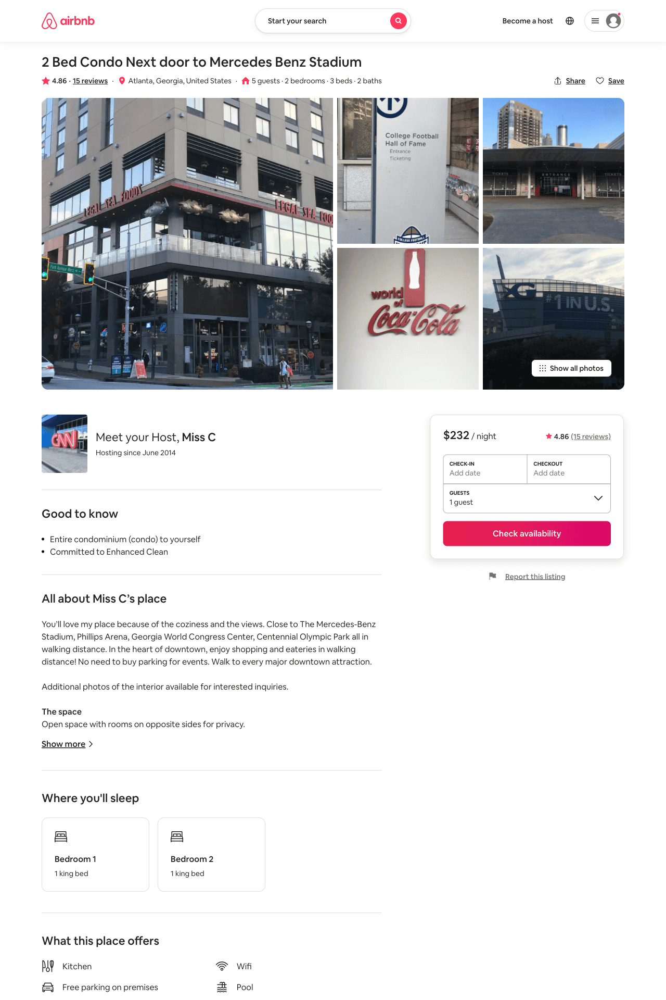 airbnb
Start your search
Become a host
2 Bed Condo Next door to Mercedes Benz Stadium
4.86 · 15 reviews · Atlanta, Georgia, United States · 5 guests · 2 bedrooms · 3 beds · 2 baths
Share
Save
LEGAL SEA FOODS
LEGAL SEA FOO
Park Avenue West
College Football
Hall of Fame
Entrance
Ticketing
COLLEGE FOOTBALL
TICKETS
ENTRANCE
TICKETS
world
of
Coca-Cola
G
#1 IN U.S.
Show all photos
CNN
Meet your Host, Miss C
Hosting since June 2014
$232 / night
4.86 (15 reviews)
CHECK-IN
Add date
CHECKOUT
Add date
GUESTS
1 guest
Check availability
Report this listing
Good to know
• Entire condominium (condo) to yourself
• Committed to Enhanced Clean
All about Miss C’s place
You’ll love my place because of the coziness and the views. Close to The Mercedes-Benz
Stadium, Phillips Arena, Georgia World Congress Center, Centennial Olympic Park all in
walking distance. In the heart of downtown, enjoy shopping and eateries in walking
distance! No need to buy parking for events. Walk to every major downtown attraction.
Additional photos of the interior available for interested inquiries.
The space
Open space with rooms on opposite sides for privacy.
Show more
Where you'll sleep
Bedroom 1
1 king bed
Bedroom 2
1 king bed
What this place offers
Kitchen
Wifi
Free parking on premises
Pool